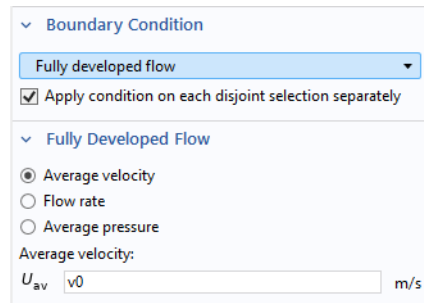 Boundary Condition
Fully developed flow
Apply condition on each disjoint selection separately
Fully Developed Flow
Average velocity
Flow rate
Average pressure
Average velocity:
Uav v0 m/s